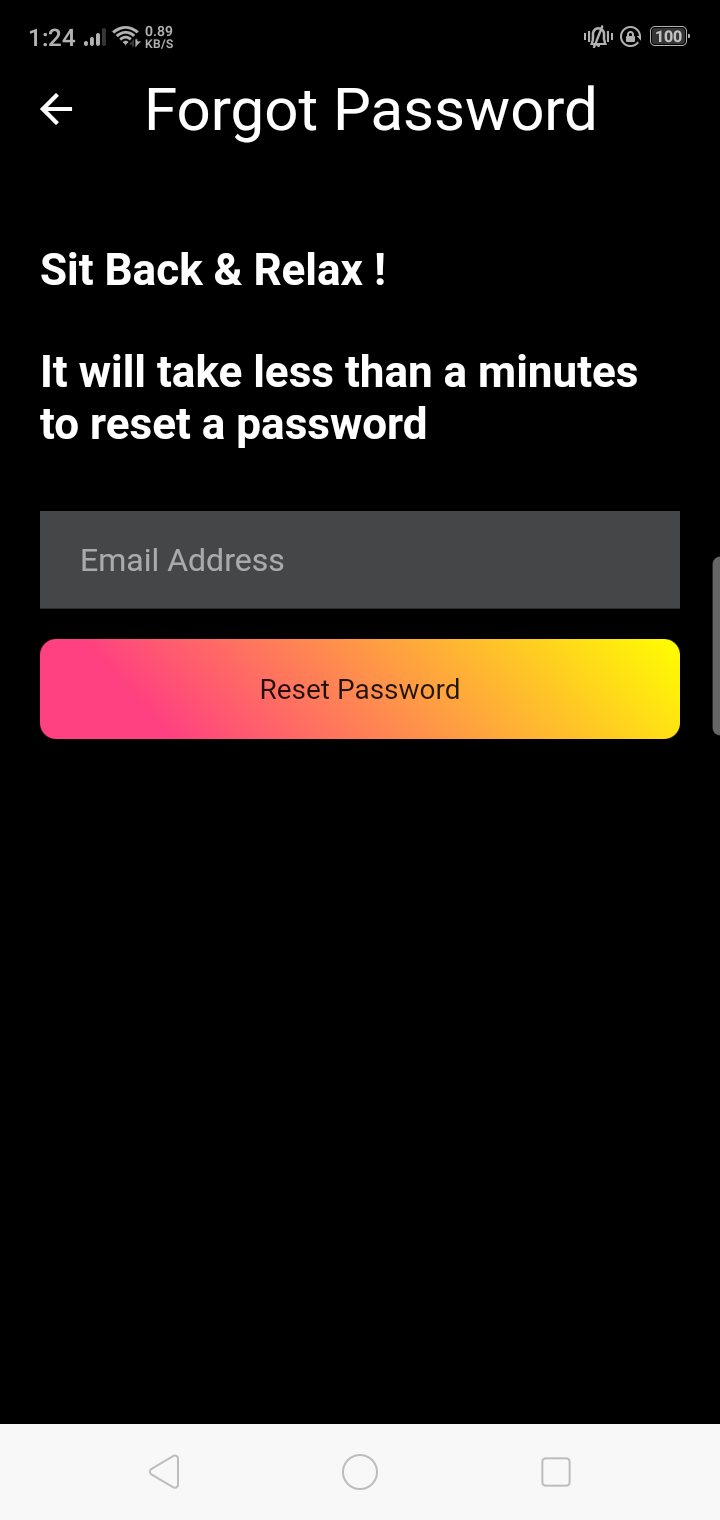 1:24 0.89 KB/S 100
Forgot Password
Sit Back & Relax !
It will take less than a minutes
to reset a password
Email Address
Reset Password